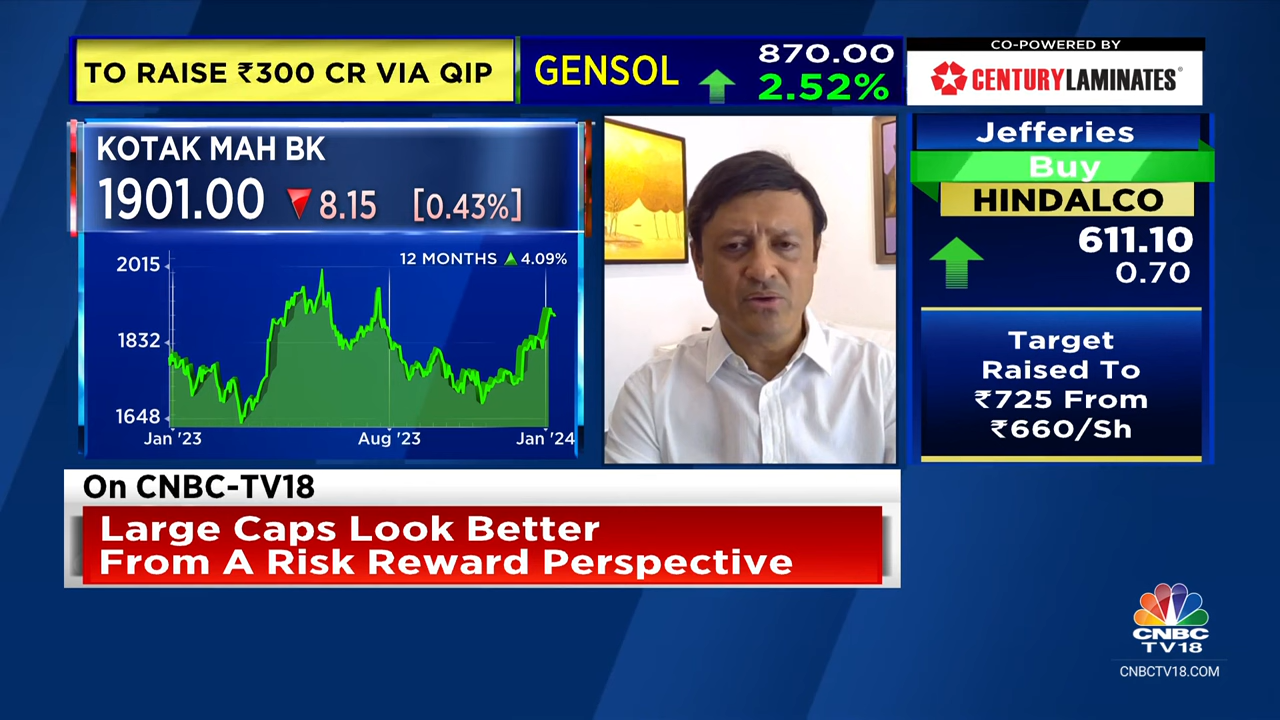 TO RAISE ₹300 CR VIA QIP
GENSOL
870.00
2.52%
CO-POWERED BY
CENTURYLAMINATES
KOTAK MAH BK
1901.00 8.15 [0.43%]
12 MONTHS 4.09%
2015
1832
1648
Jan '23
Aug '23
Jan '24
Jefferies
Buy
HINDALCO
611.10
0.70
Target
Raised To
₹725 From
₹660/Sh
On CNBC-TV18
Large Caps Look Better
From A Risk Reward Perspective
CNBC
TV18
CNBCTV18.COM